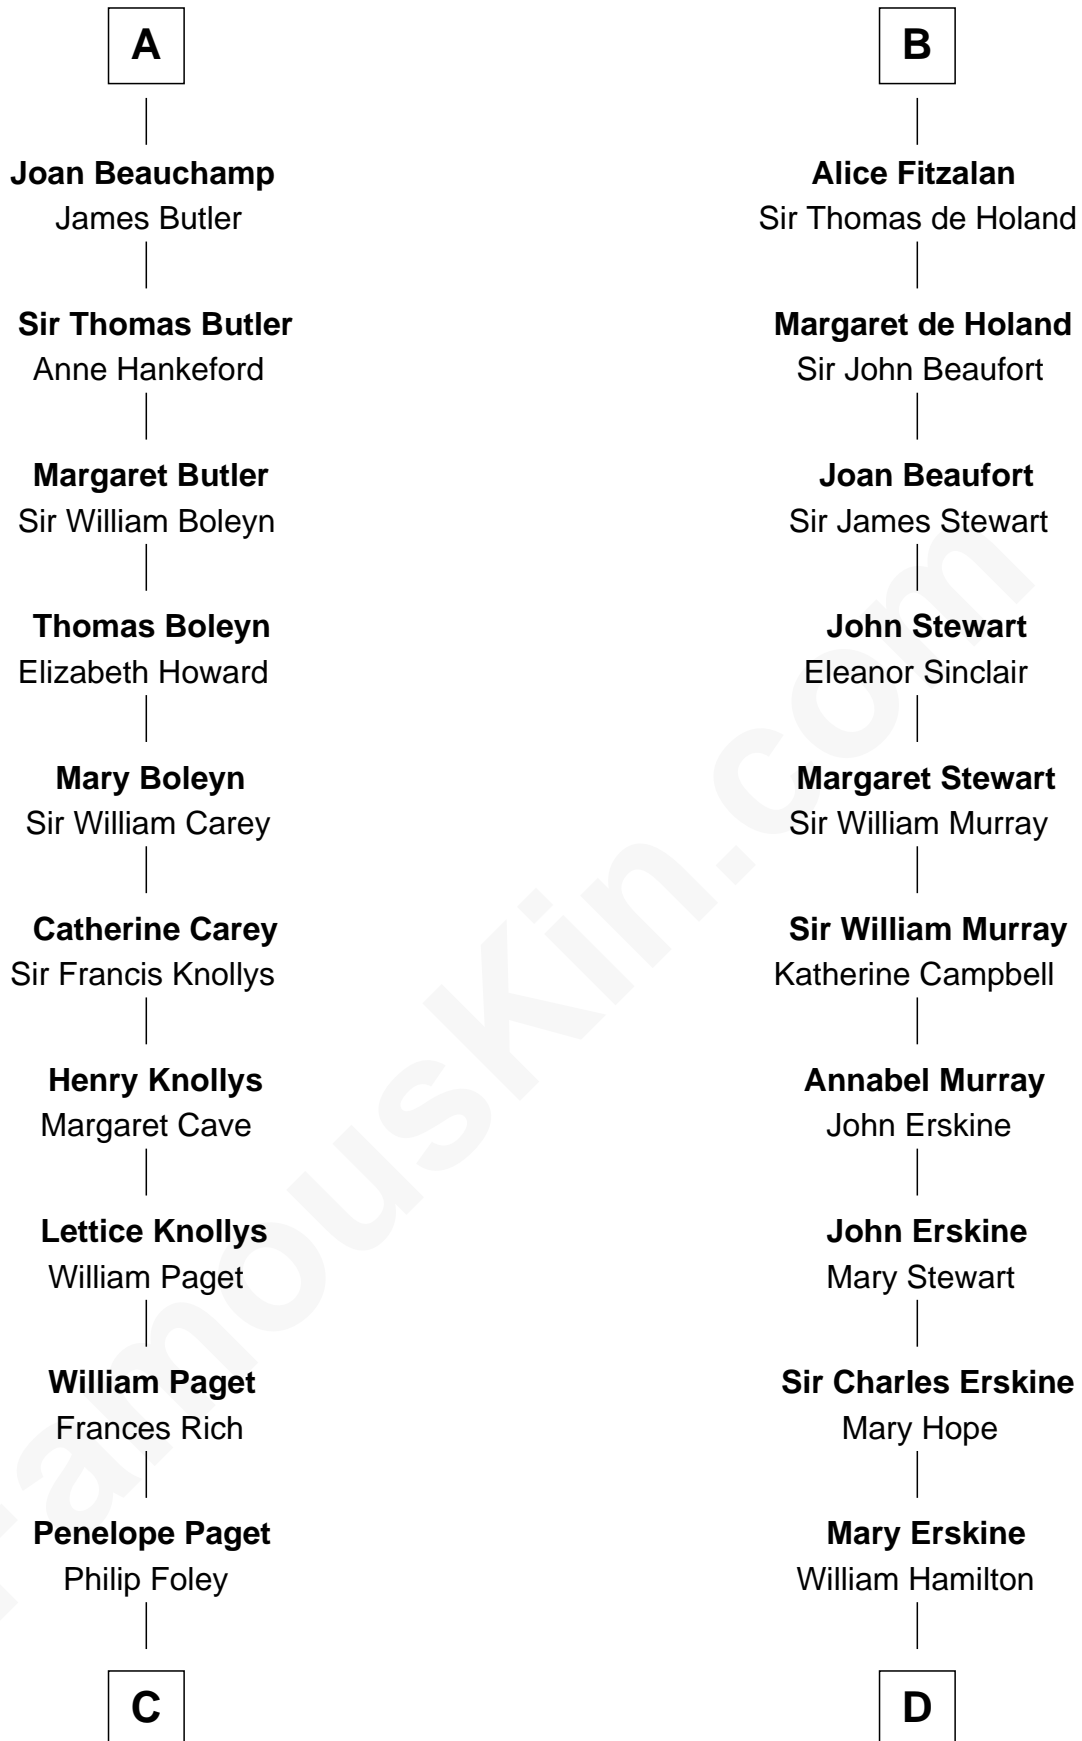 A
Joan Beauchamp
James Butler
Sir Thomas Butler
Anne Hankeford
Margaret Butler
Sir William Boleyn
Thomas Boleyn
Elizabeth Howard
Mary Boleyn
Sir William Carey
Catherine Carey
Sir Francis Knollys
Henry Knollys
Margaret Cave
Lettice Knollys
William Paget
William Paget
Frances Rich
Penelope Paget
Philip Foley
C
B
Alice Fitzalan
Sir Thomas de Holand
Margaret de Holand
Sir John Beaufort
Joan Beaufort
Sir James Stewart
John Stewart
Eleanor Sinclair
Margaret Stewart
Sir William Murray
Sir William Murray
Katherine Campbell
Annabel Murray
John Erskine
John Erskine
Mary Stewart
Sir Charles Erskine
Mary Hope
Mary Erskine
William Hamilton
D
FamousKin.com